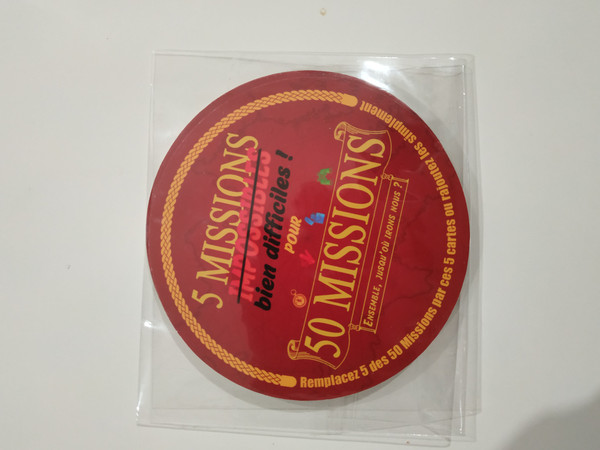 5 MISSIONS
IMPOSSIBLES
bien difficiles !
POUR
50 MISSIONS
ENSEMBLE, JUSQU'OÙ IRONS NOUS ?
Remplacez 5 des 50 Missions par ces 5 cartes ou rajoutez les simplement